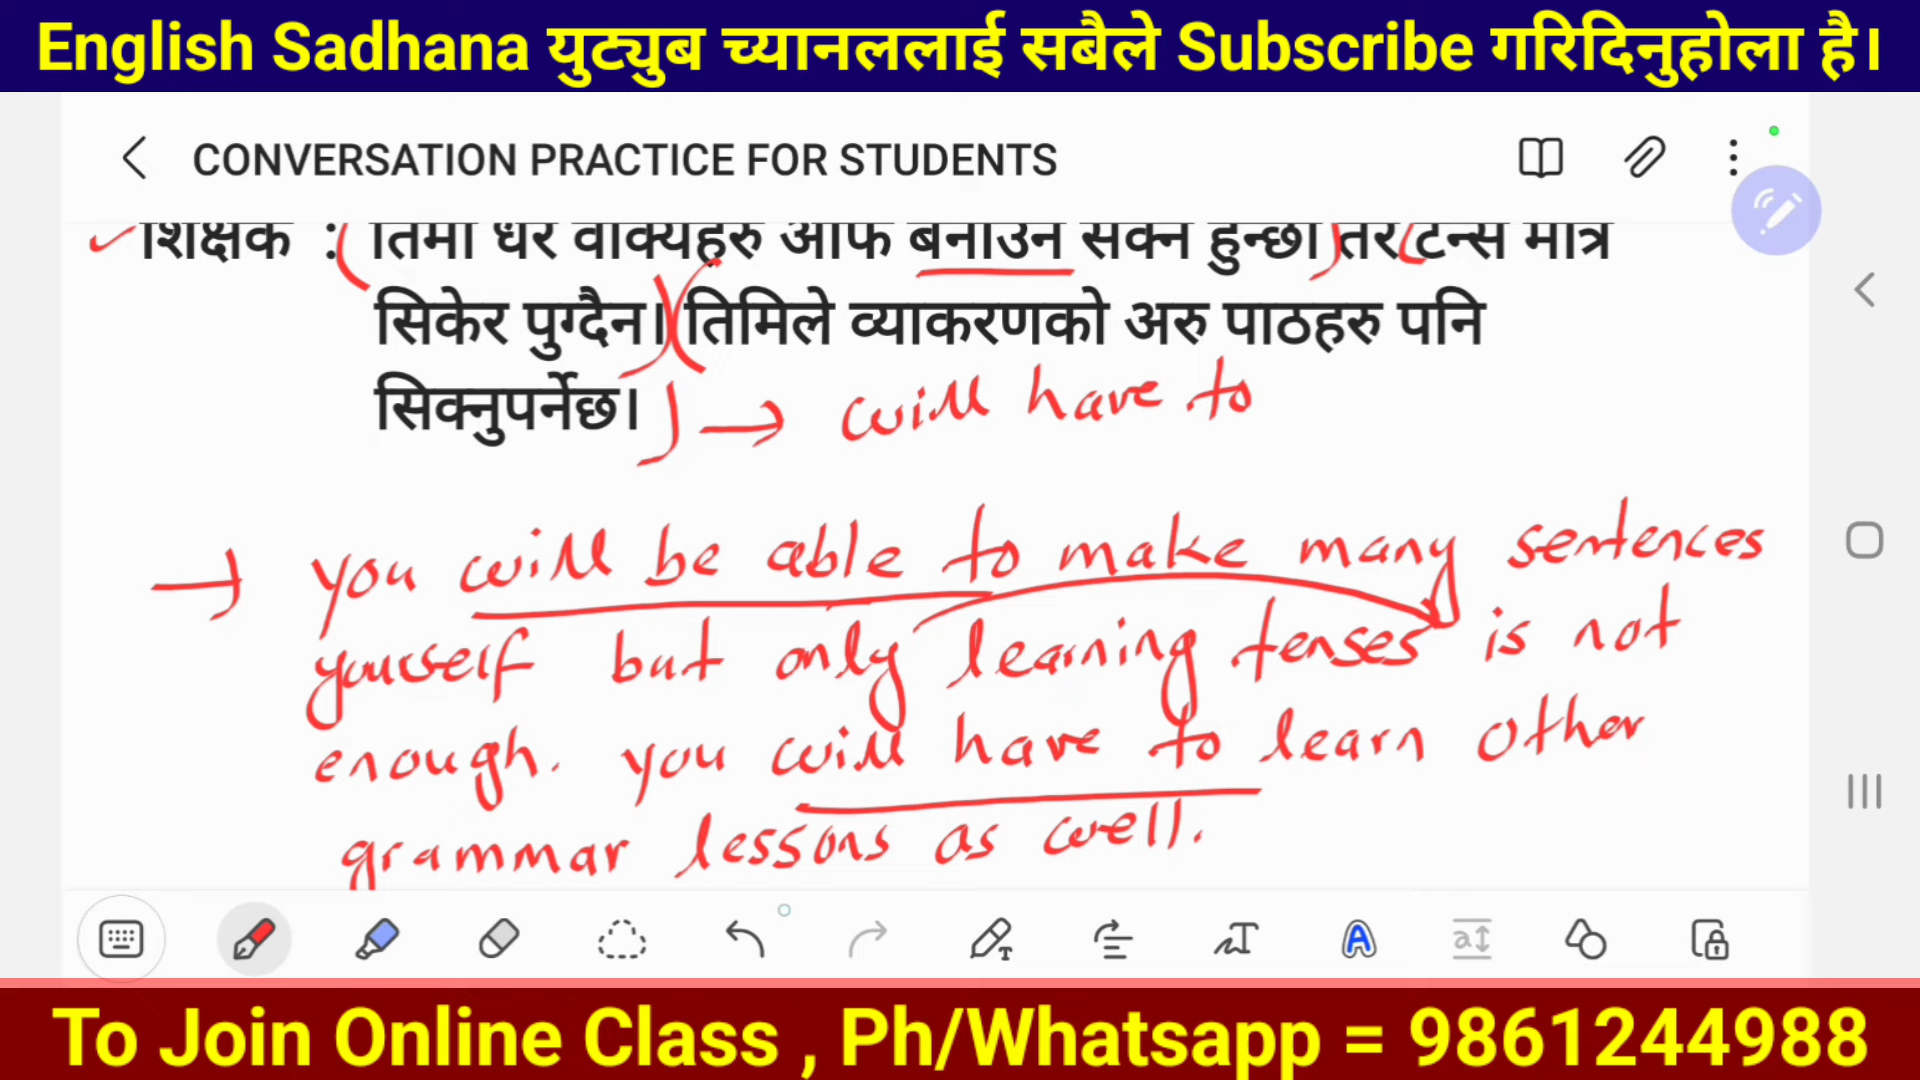 English Sadhana युट्युब च्यानललाई सबैले Subscribe गरिदिनुहोला है।
CONVERSATION PRACTICE FOR STUDENTS
शिक्षक : तिमी धेरै वाक्यहरु आफै बनाउन सक्ने हुन्छौ तर टेन्स मात्र
सिकेर पुग्दैन। तिमिले व्याकरणको अरु पाठहरु पनि
सिक्नुपर्नेछ। → will have to
→ you will be able to make many sentences
yourself but only learning tenses is not
enough. you will have to learn other
grammar lessons as well.
To Join Online Class , Ph/Whatsapp = 9861244988